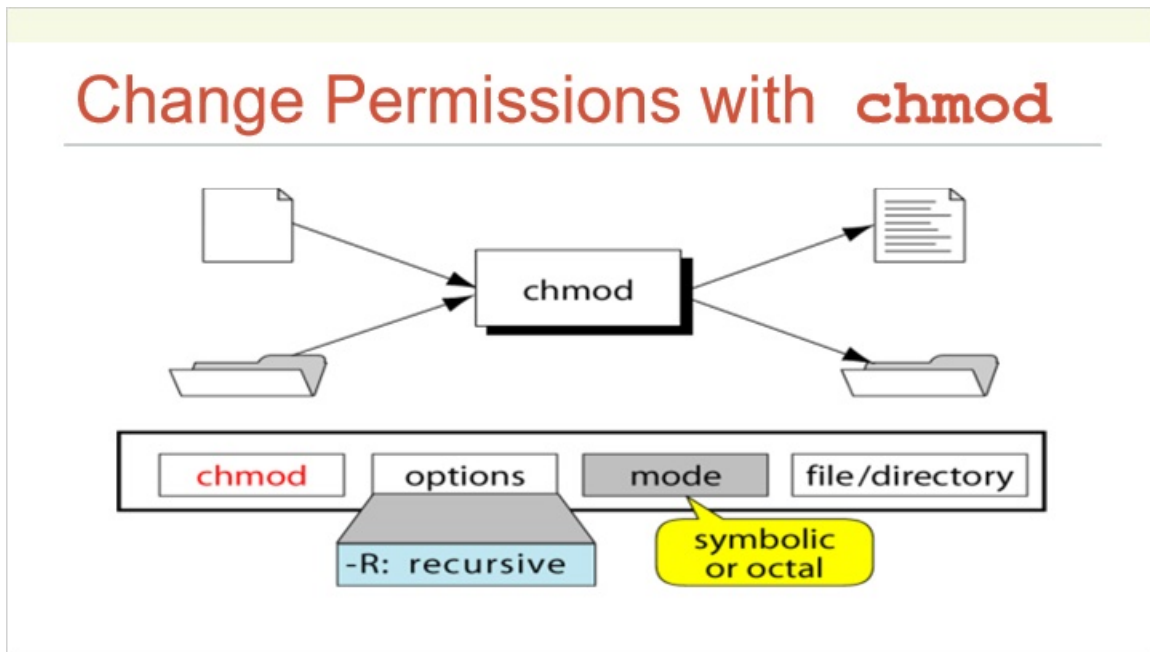 Change Permissions with chmod
chmod
chmod options mode file/directory
-R: recursive
symbolic
or octal